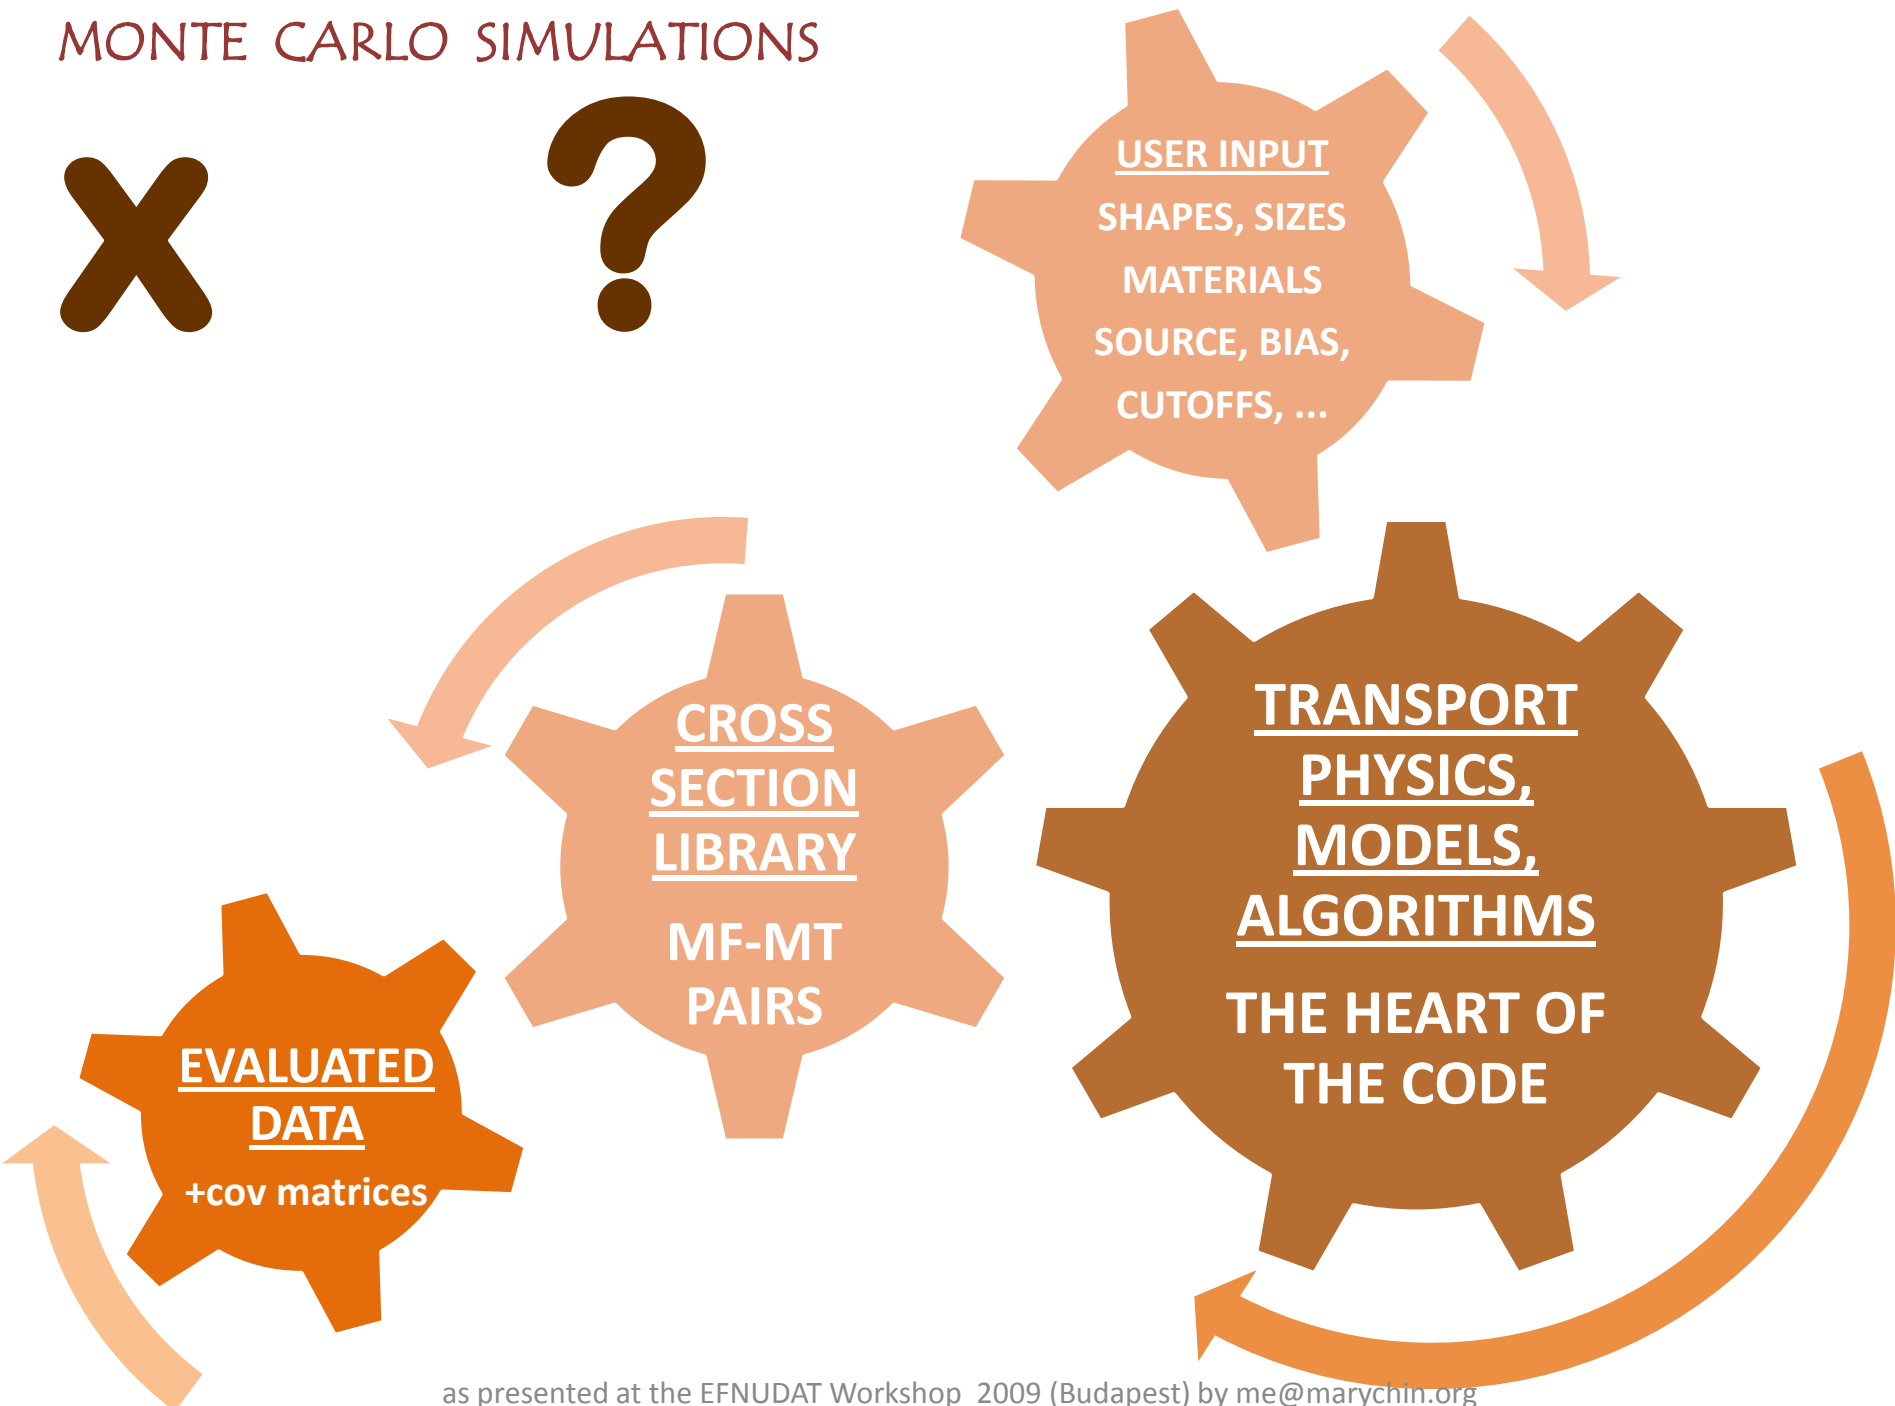 MONTE CARLO SIMULATIONS
x ?
USER INPUT
SHAPES, SIZES
MATERIALS
SOURCE, BIAS,
CUTOFFS, ...
CROSS
SECTION
LIBRARY
MF-MT
PAIRS
TRANSPORT
PHYSICS,
MODELS,
ALGORITHMS
THE HEART OF
THE CODE
EVALUATED
DATA
+cov matrices
as presented at the EFNUDAT Workshop 2009 (Budapest) by me@marychin.org